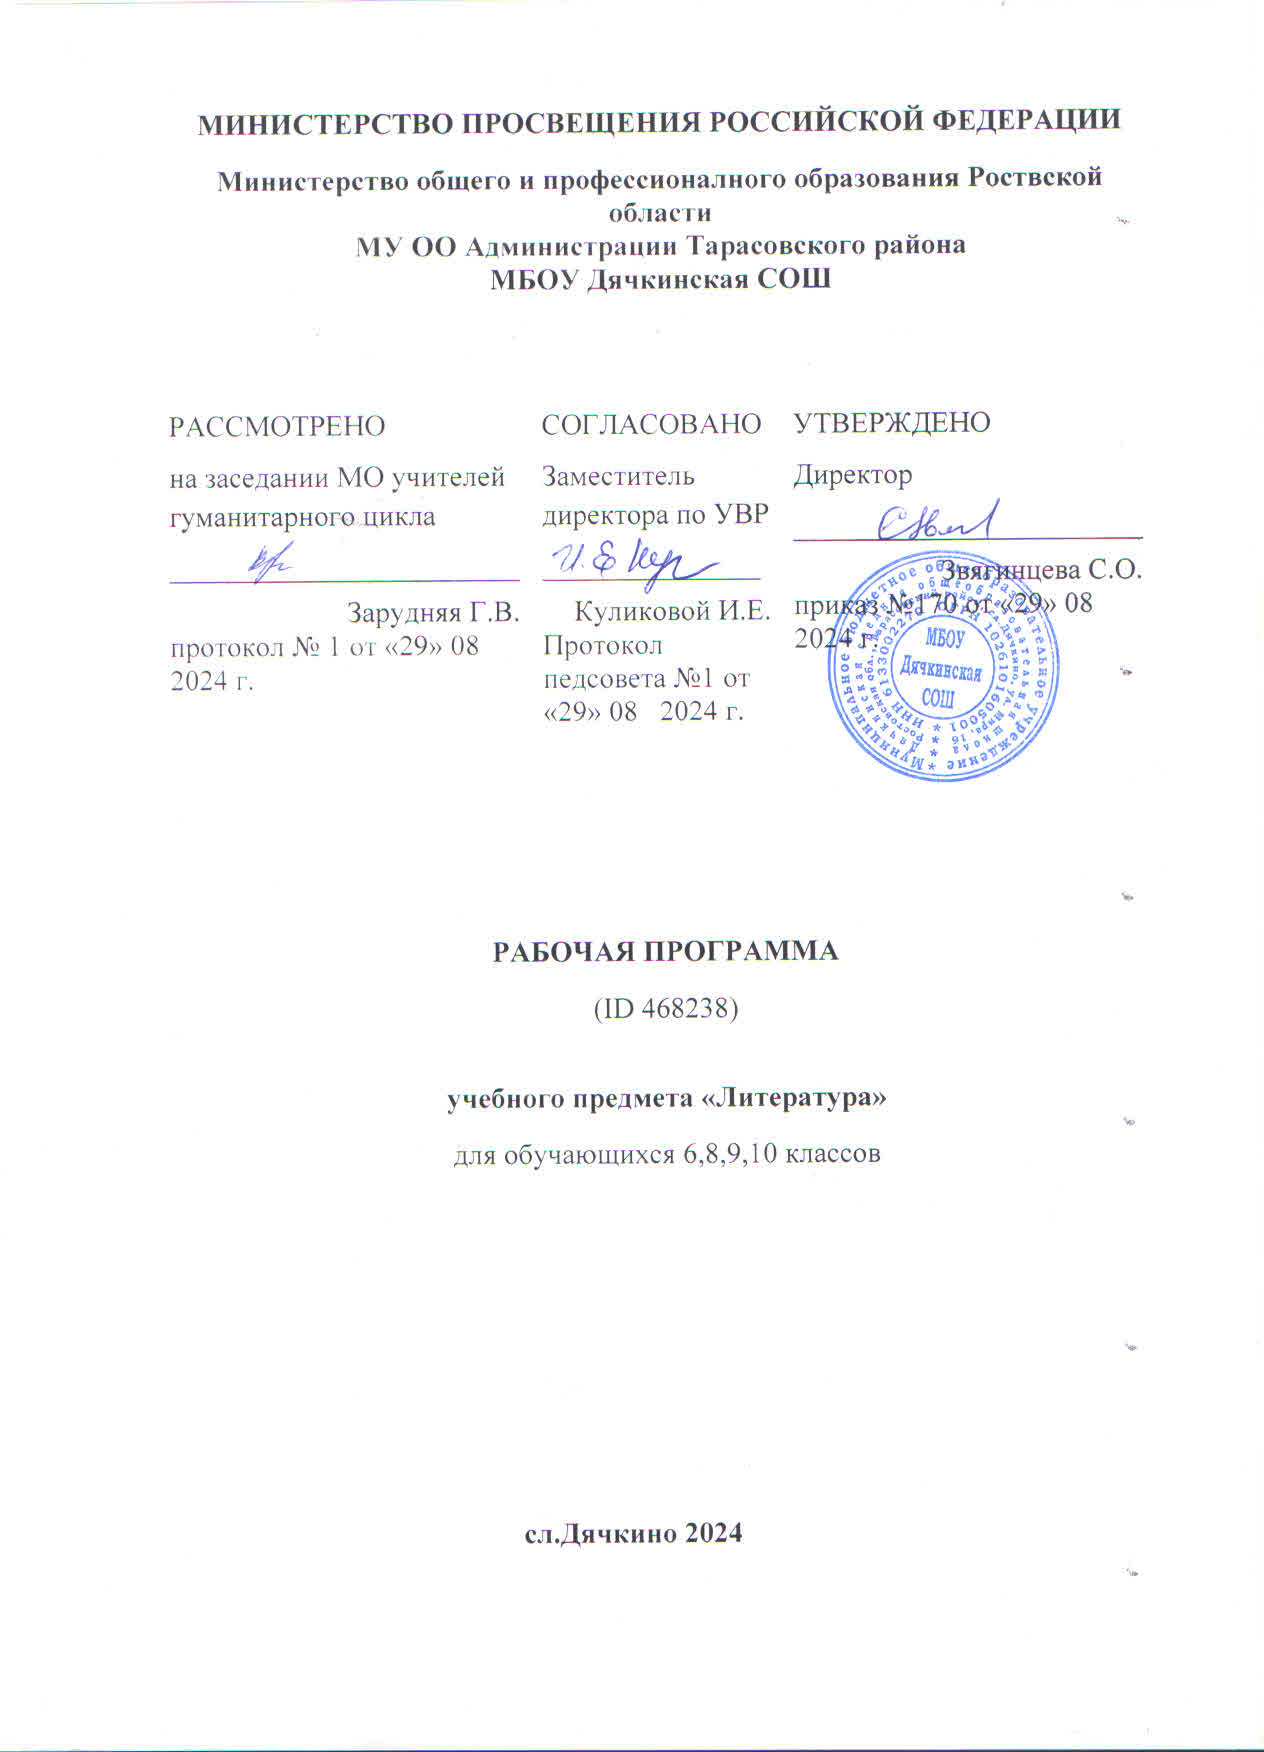 МИНИСТЕРСТВО ПРОСВЕЩЕНИЯ РОССИЙСКОЙ ФЕДЕРАЦИИ
Министерство общего и профессионалного образования Роствской
области
МУ ОО Администрации Тарасовского района
МБОУ Дячкинская СОШ
РАССМОТРЕНО
на заседании МО учителей
гуманитарного цикла
Зарудняя Г.В.
протокол № 1 от «29» 08
2024 г.
СОГЛАСОВАНО
Заместитель
директора по УВР
Куликовой И.Е.
Протокол
педсовета №1 от
«29» 08 2024 г.
УТВЕРЖДЕНО
Директор
Звягинцева С.О.
приказ №170 от «29» 08
2024 г.
МБОУ
Дячкинская
СОШ
РАБОЧАЯ ПРОГРАММА
(ID 468238)
учебного предмета «Литература»
для обучающихся 6,8,9,10 классов
сл.Дячкино 2024